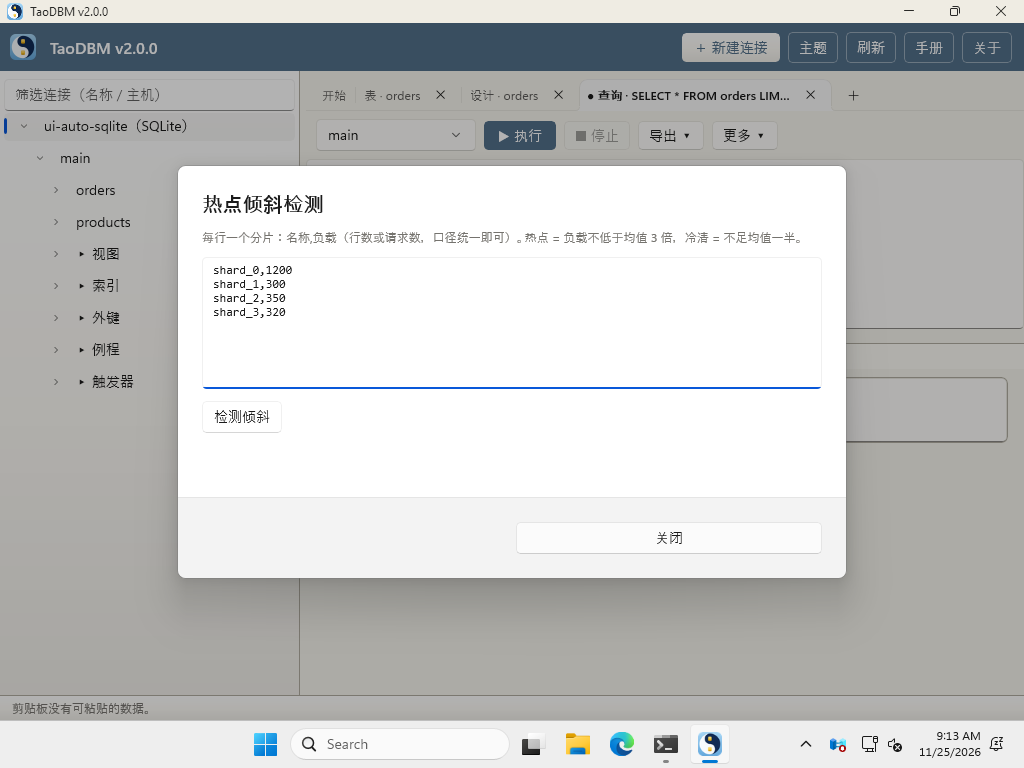 TaoDBM v2.0.0
TaoDBM v2.0.0
+ 新建连接
主题
刷新
手册
关于
筛选连接（名称 / 主机）
开始
表 · orders
设计 · orders
● 查询 · SELECT * FROM orders LIM...
ui-auto-sqlite（SQLite）
main
orders
products
视图
索引
外键
例程
触发器
main
执行
停止
导出
更多
热点倾斜检测
每行一个分片：名称,负载（行数或请求数，口径统一即可）。热点 = 负载不低于均值 3 倍，冷清 = 不足均值一半。
shard_0,1200
shard_1,300
shard_2,350
shard_3,320
检测倾斜
关闭
剪贴板没有可粘贴的数据。
Search
9:13 AM
11/25/2026